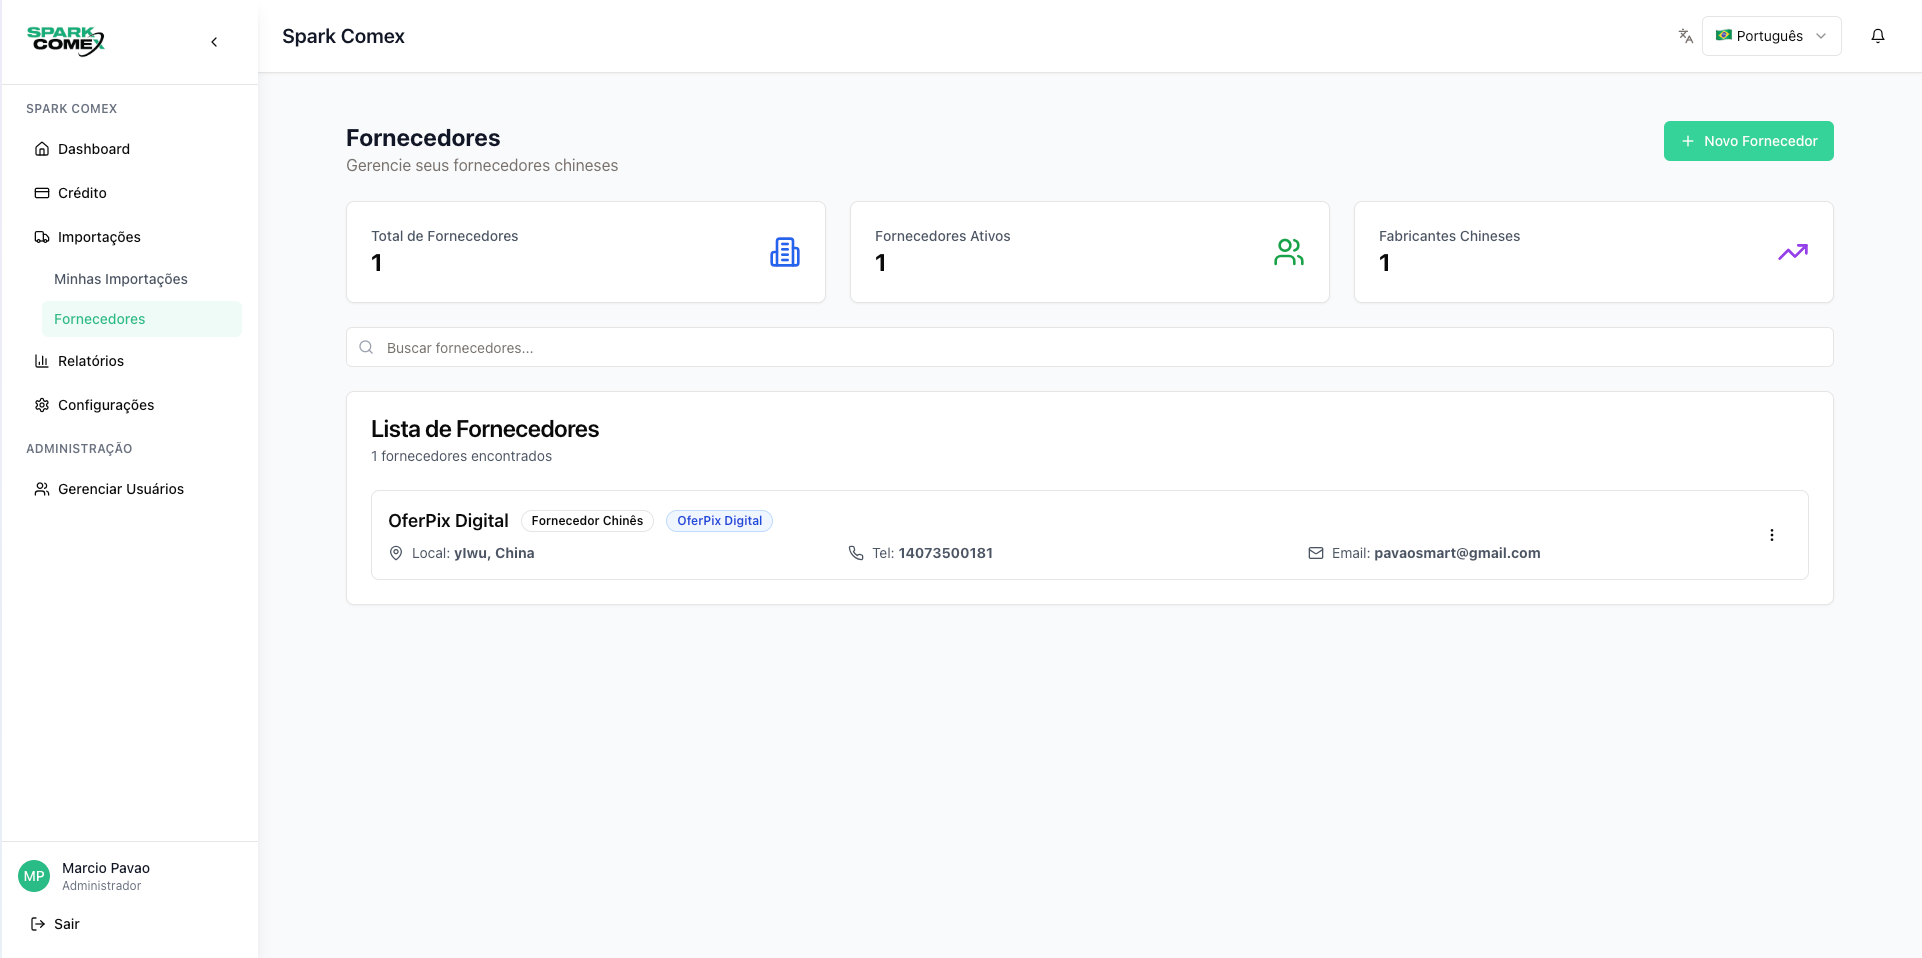 SPARK
COMEX
Spark Comex
Português
SPARK COMEX
Dashboard
Crédito
Importações
Minhas Importações
Fornecedores
Relatórios
Configurações
ADMINISTRAÇÃO
Gerenciar Usuários
MP
Marcio Pavao
Administrador
Sair
Fornecedores
Gerencie seus fornecedores chineses
Novo Fornecedor
Total de Fornecedores
1
Fornecedores Ativos
1
Fabricantes Chineses
1
Buscar fornecedores...
Lista de Fornecedores
1 fornecedores encontrados
OferPix Digital Fornecedor Chinês OferPix Digital
Local: yIwu, China Tel: 14073500181 Email: pavaosmart@gmail.com